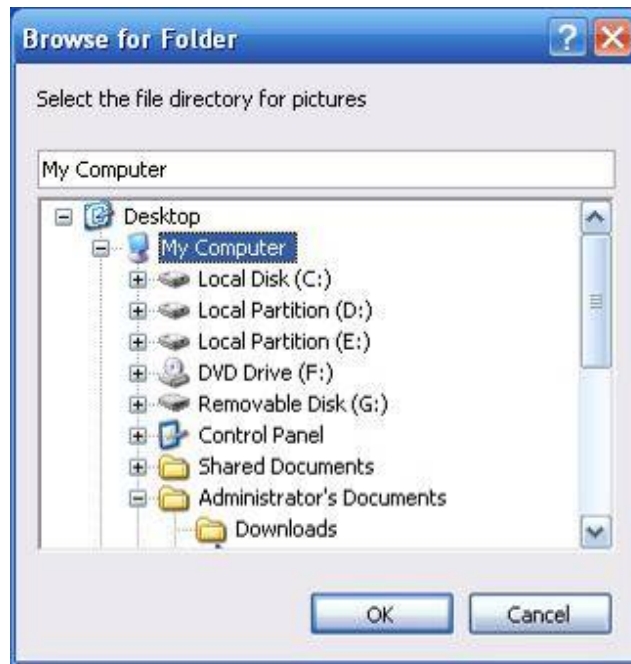 Browse for Folder
Select the file directory for pictures
My Computer
Desktop
My Computer
Local Disk (C:)
Local Partition (D:)
Local Partition (E:)
DVD Drive (F:)
Removable Disk (G:)
Control Panel
Shared Documents
Administrator's Documents
Downloads
OK Cancel